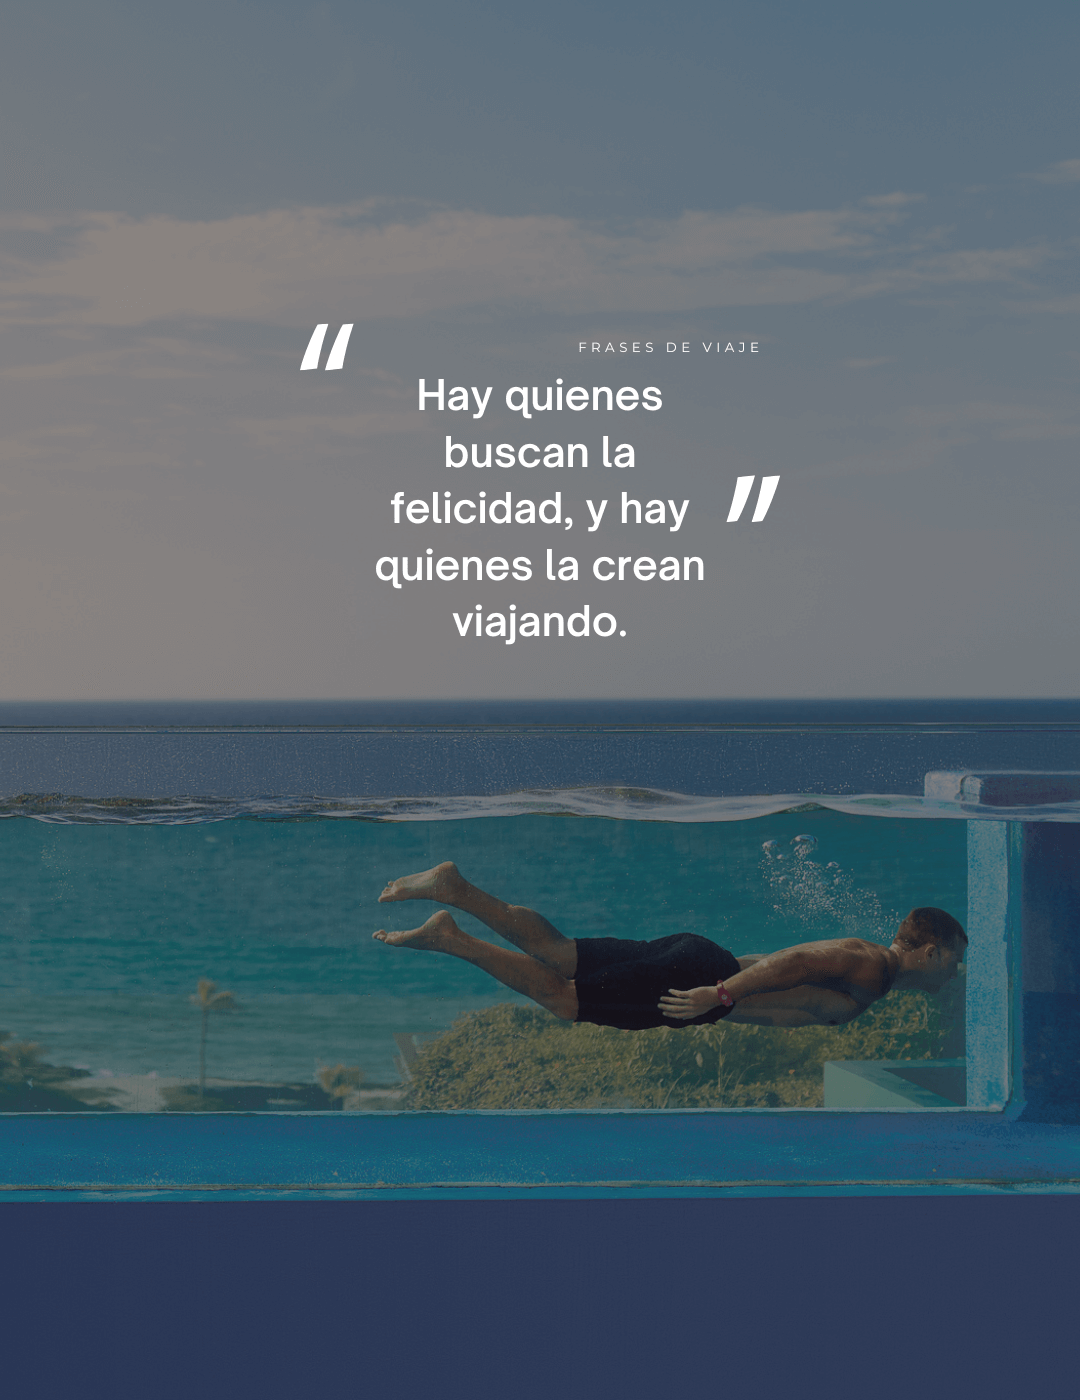 “
FRASES DE VIAJE
Hay quienes
buscan la
felicidad, y hay
quienes la crean
viajando.
”